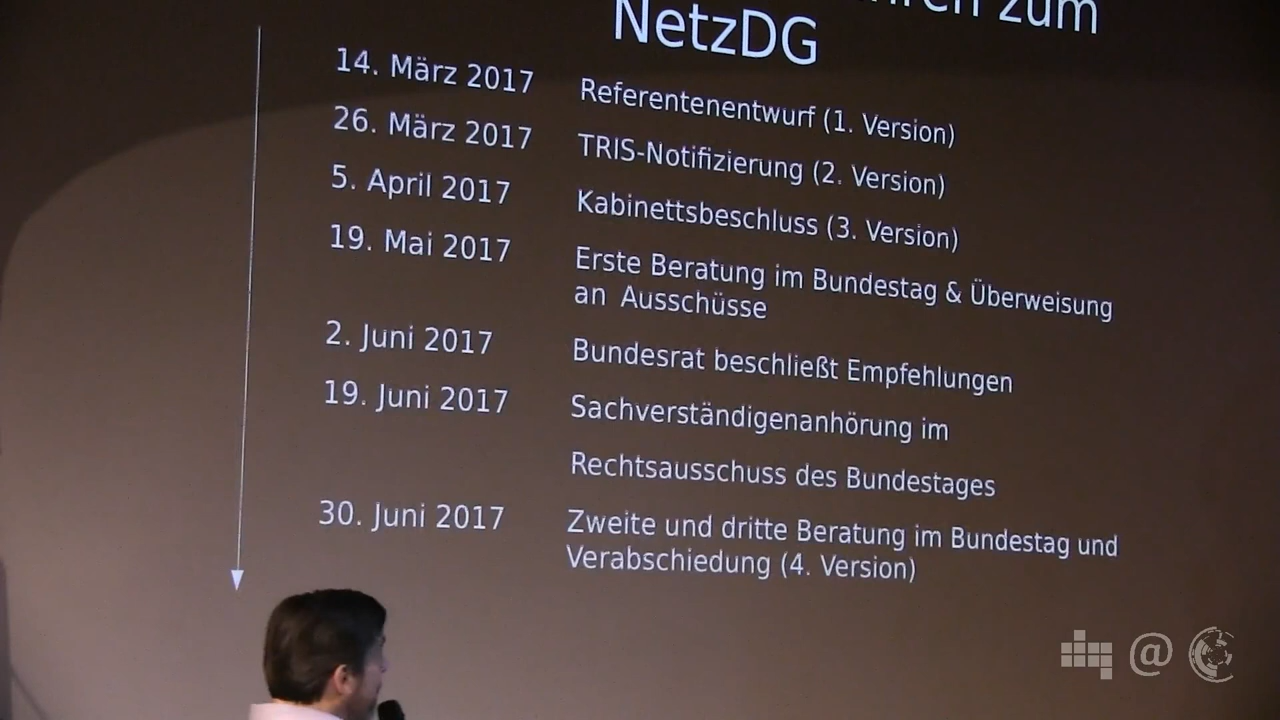 zum
NetzDG
14. März 2017 Referentenentwurf (1. Version)
26. März 2017 TRIS-Notifizierung (2. Version)
5. April 2017 Kabinettsbeschluss (3. Version)
19. Mai 2017 Erste Beratung im Bundestag & Überweisung
an Ausschüsse
2. Juni 2017 Bundesrat beschließt Empfehlungen
19. Juni 2017 Sachverständigenanhörung im
Rechtsausschuss des Bundestages
30. Juni 2017 Zweite und dritte Beratung im Bundestag und
Verabschiedung (4. Version)
@